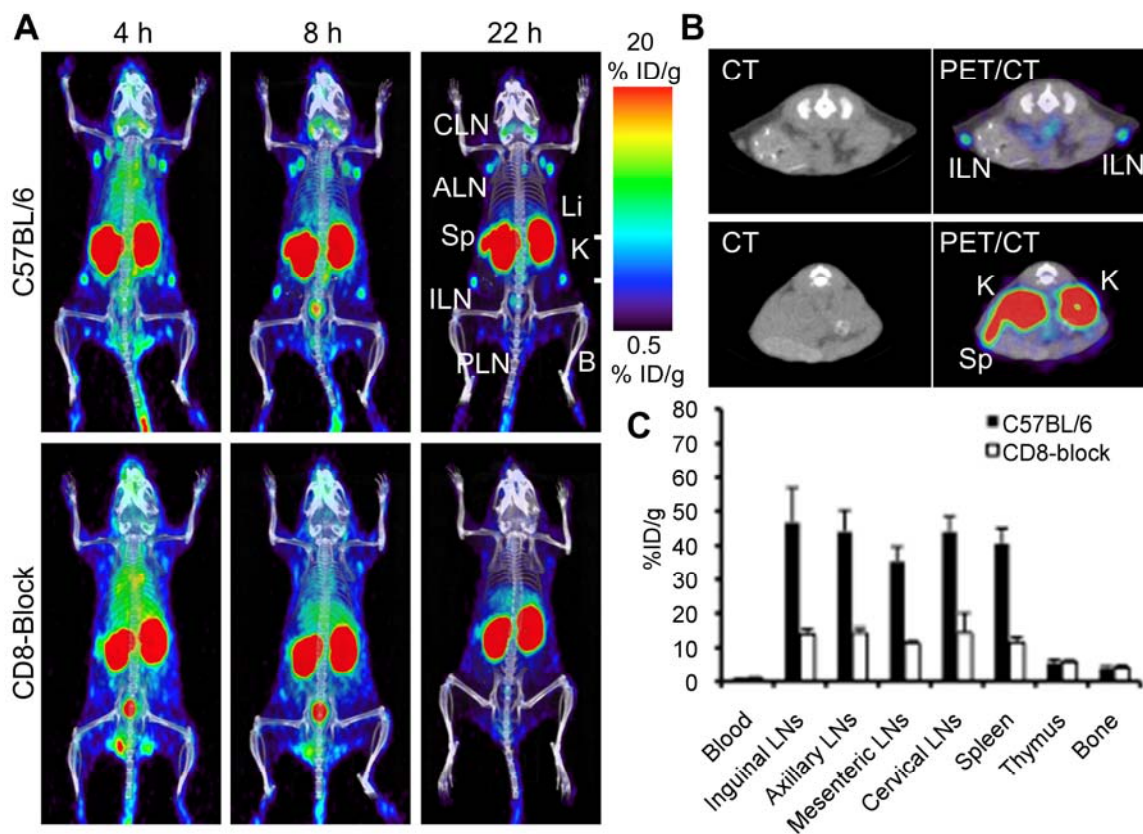 A
4 h
8 h
22 h
20
% ID/g
0.5
% ID/g
C57BL/6
CD8-Block
CLN
ALN
Li
Sp
K
ILN
PLN
B
B
CT
PET/CT
ILN
ILN
CT
PET/CT
K
K
Sp
C
80
70
60
50
40
30
20
10
0
%ID/g
C57BL/6
CD8-block
Blood
Inguinal LNs
Axillary LNs
Mesenteric LNs
Cervical LNs
Spleen
Thymus
Bone